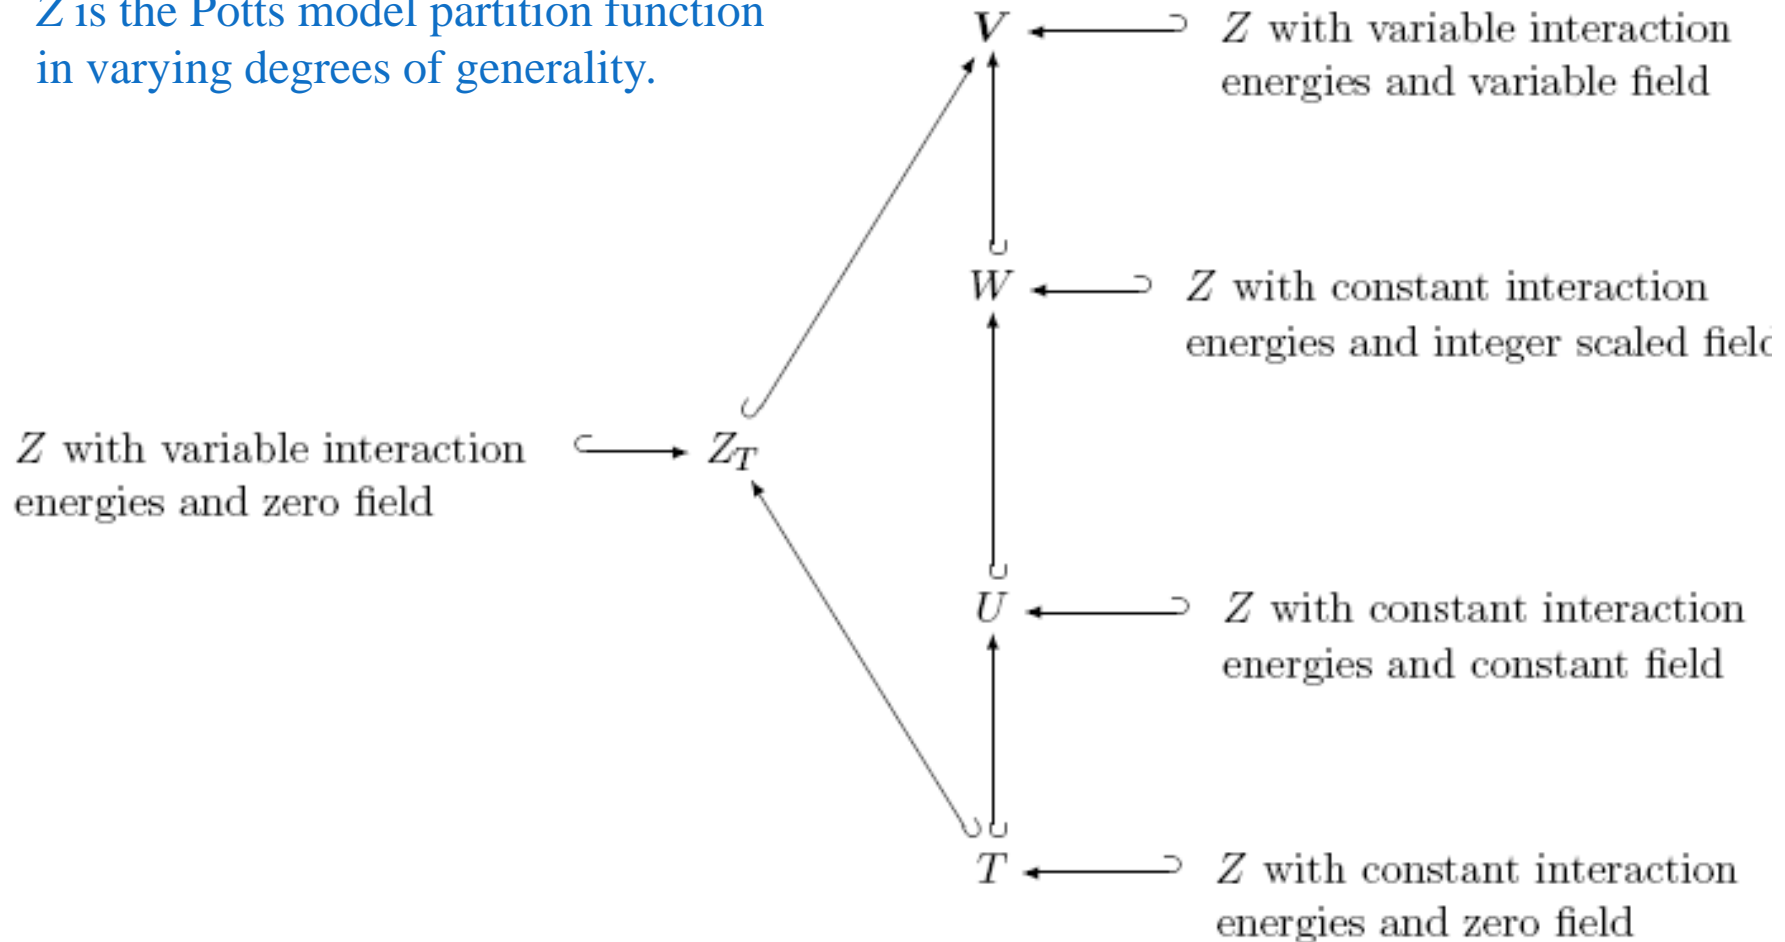 Z is the Potts model partition function
in varying degrees of generality.
V
Z with variable interaction
energies and variable field
W
Z with constant interaction
energies and integer scaled field
Z with variable interaction
energies and zero field
Z_T
U
Z with constant interaction
energies and constant field
T
Z with constant interaction
energies and zero field